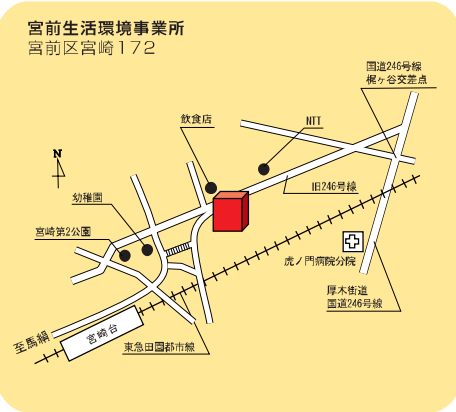 宮前生活環境事業所
宮前区宮崎172
国道246号線
梶ヶ谷交差点
飲食店
NTT
N
幼稚園
旧246号線
宮崎第2公園
虎ノ門病院分院
厚木街道
国道246号線
至馬絹
宮崎台
東急田園都市線